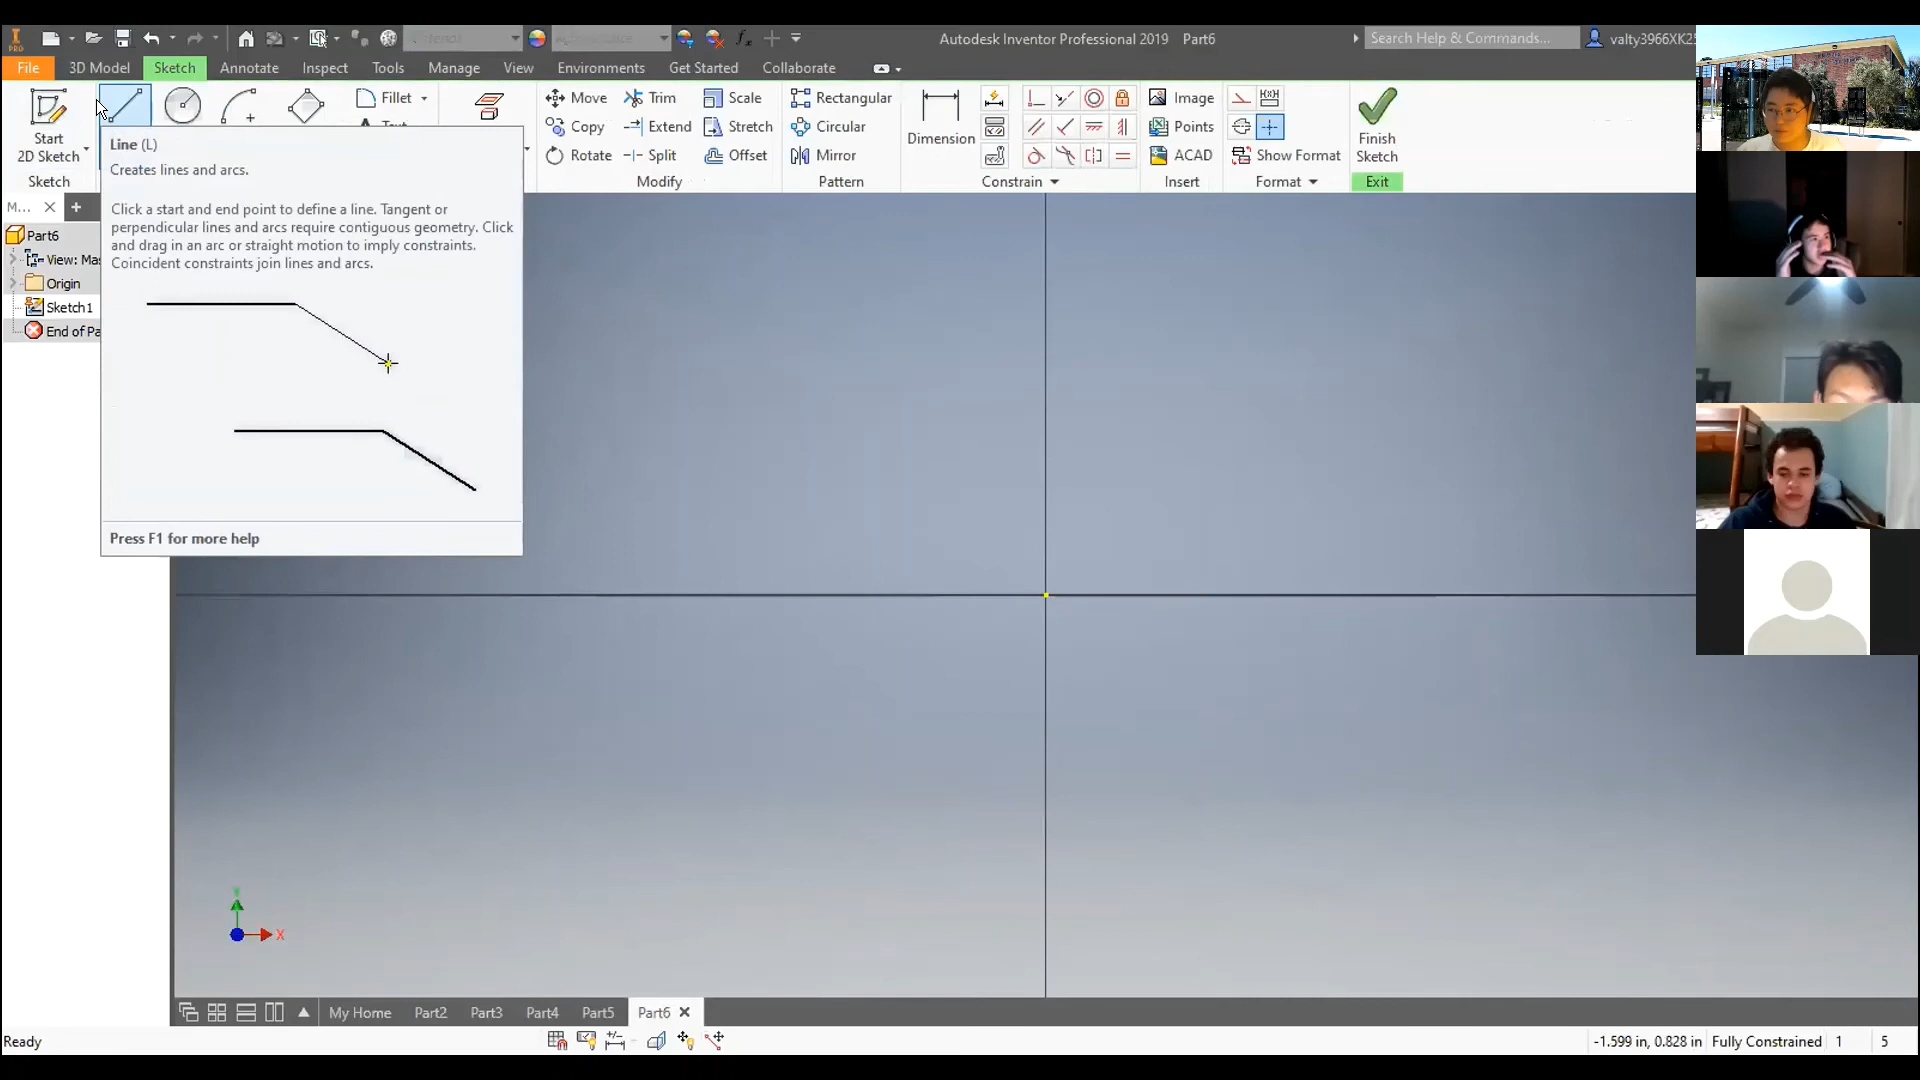 PRO
Autodesk Inventor Professional 2019 Part6
Search Help & Commands...
File 3D Model Sketch Annotate Inspect Tools Manage View Environments Get Started Collaborate
Start
2D Sketch
Sketch
Fillet
Move
Copy
Rotate
Trim
Extend
Split
Scale
Stretch
Offset
Modify
Rectangular
Circular
Mirror
Pattern
Dimension
Constrain
Image
Points
ACAD
Insert
Show Format
Format
Finish
Sketch
Exit
Line (L)
Creates lines and arcs.
Click a start and end point to define a line. Tangent or
perpendicular lines and arcs require contiguous geometry. Click
and drag in an arc or straight motion to imply constraints.
Coincident constraints join lines and arcs.
Press F1 for more help
M...
Part6
View: Mas
Origin
Sketch1
End of Pa
X
My Home Part2 Part3 Part4 Part5 Part6
Ready
-1.599 in, 0.828 in Fully Constrained 1 5